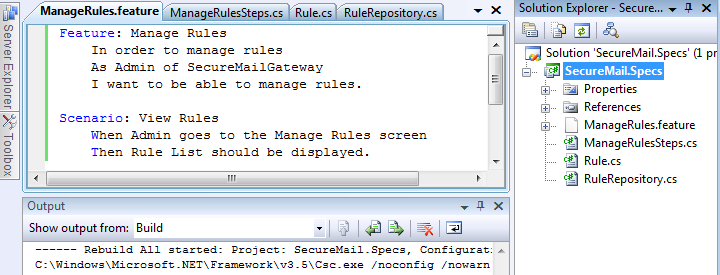 ManageRules.feature ManageRulesSteps.cs Rule.cs RuleRepository.cs
Feature: Manage Rules
In order to manage rules
As Admin of SecureMailGateway
I want to be able to manage rules.
Scenario: View Rules
When Admin goes to the Manage Rules screen
Then Rule List should be displayed.
Server Explorer
Toolbox
Output
Show output from: Build
------ Rebuild All started: Project: SecureMail.Specs, Configurat
C:\Windows\Microsoft.NET\Framework\v3.5\Csc.exe /noconfig /nowarn
Solution Explorer - Secure...
Solution 'SecureMail.Specs' (1 pr
SecureMail.Specs
Properties
References
ManageRules.feature
ManageRulesSteps.cs
Rule.cs
RuleRepository.cs